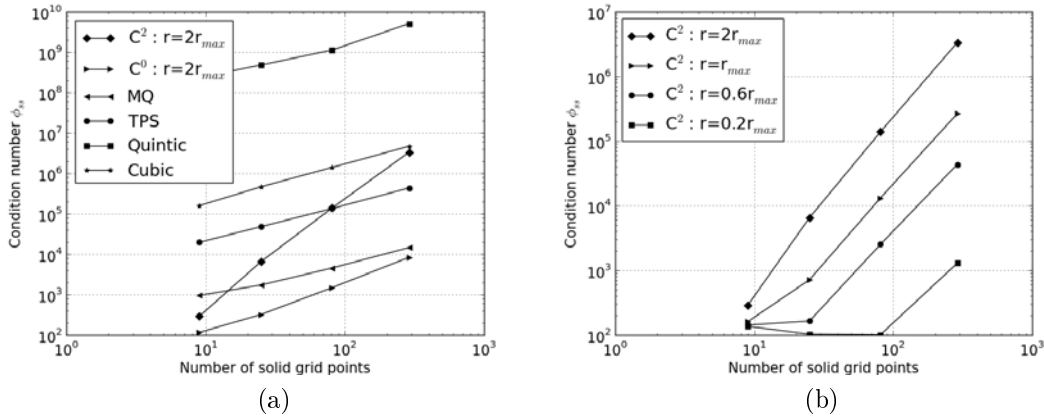 10^10
10^9
10^8
10^7
10^6
10^5
10^4
10^3
10^2
Condition number ϕ_ss
C^2 : r=2r_max
C^0 : r=2r_max
MQ
TPS
Quintic
Cubic
10^0
10^1
10^2
10^3
Number of solid grid points
(a)
10^7
10^6
10^5
10^4
10^3
10^2
Condition number ϕ_ss
C^2 : r=2r_max
C^2 : r=r_max
C^2 : r=0.6r_max
C^2 : r=0.2r_max
10^0
10^1
10^2
10^3
Number of solid grid points
(b)